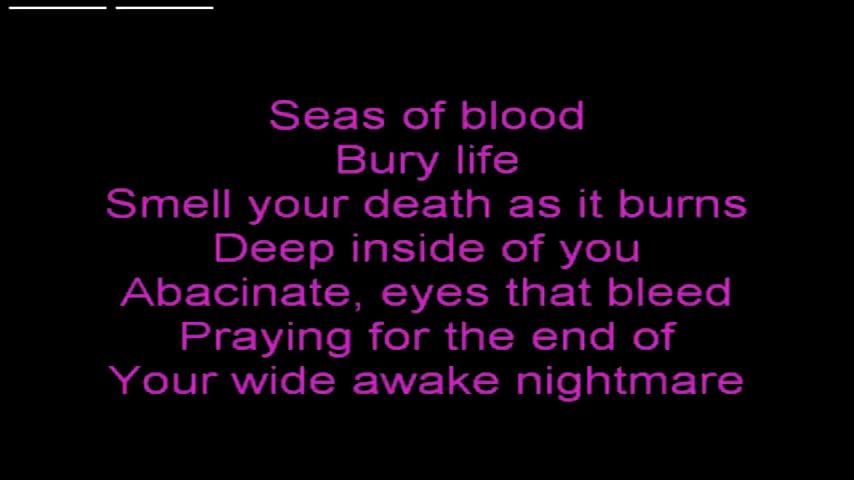 Seas of blood
Bury life
Smell your death as it burns
Deep inside of you
Abacinate, eyes that bleed
Praying for the end of
Your wide awake nightmare